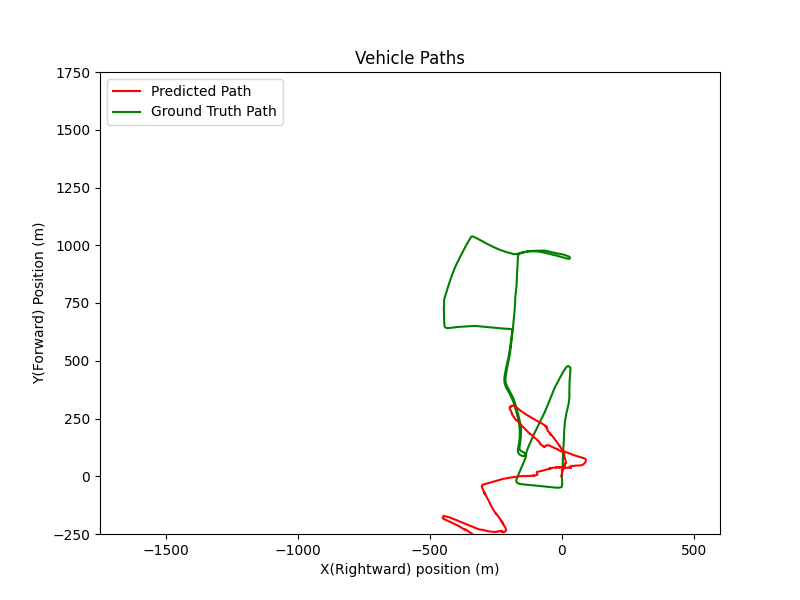 Vehicle Paths
Predicted Path
Ground Truth Path
1750
1500
1250
1000
750
500
250
0
−250
Y(Forward) Position (m)
−1500
−1000
−500
0
500
X(Rightward) position (m)